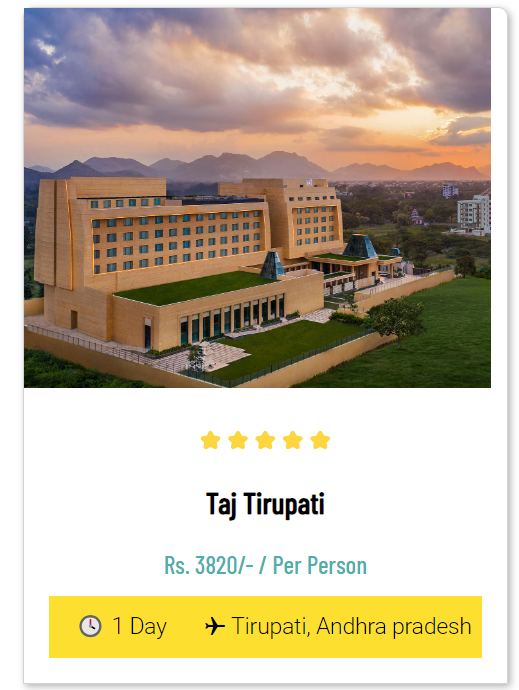 Taj Tirupati
Rs. 3820/- / Per Person
1 Day Tirupati, Andhra pradesh